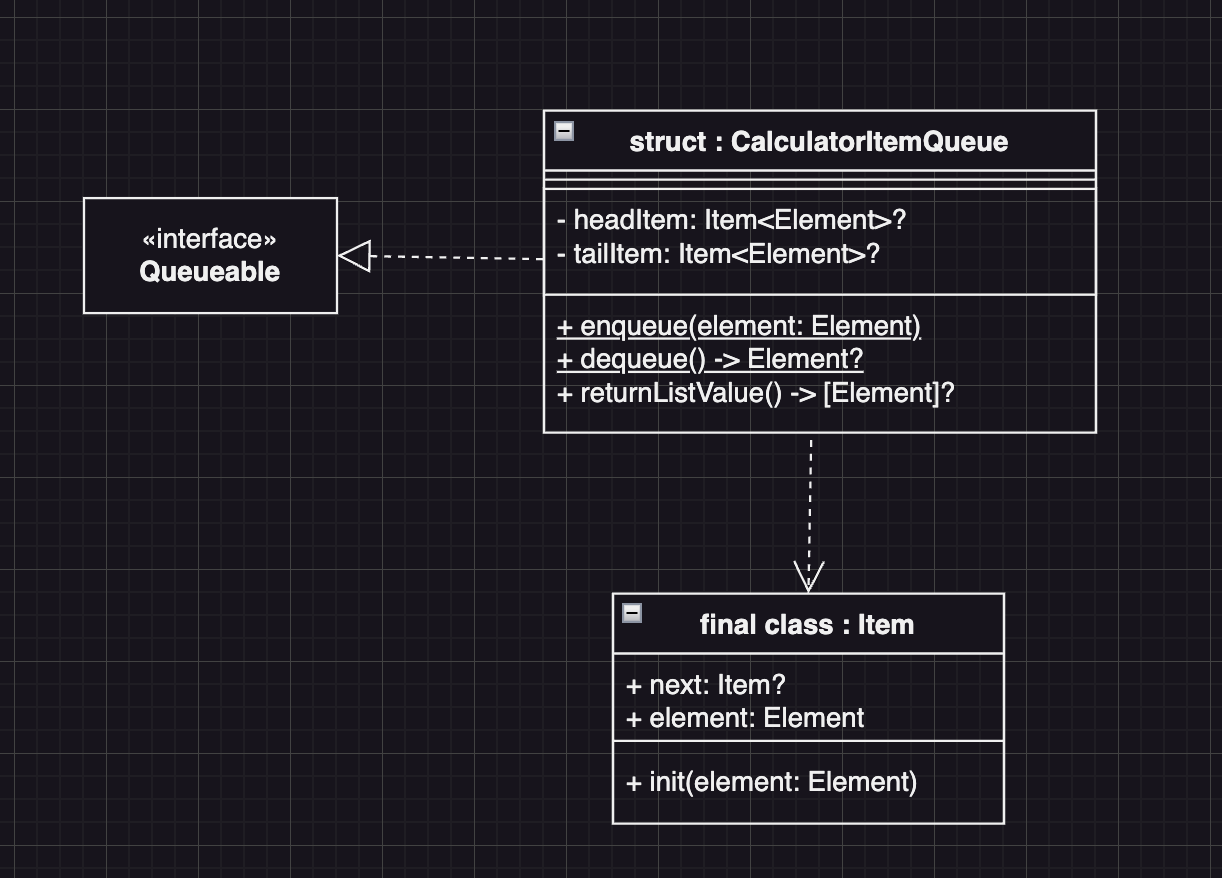 «interface»
Queueable
struct : CalculatorItemQueue
- headItem: Item<Element>?
- tailItem: Item<Element>?
+ enqueue(element: Element)
+ dequeue() -> Element?
+ returnListValue() -> [Element]?
final class : Item
+ next: Item?
+ element: Element
+ init(element: Element)